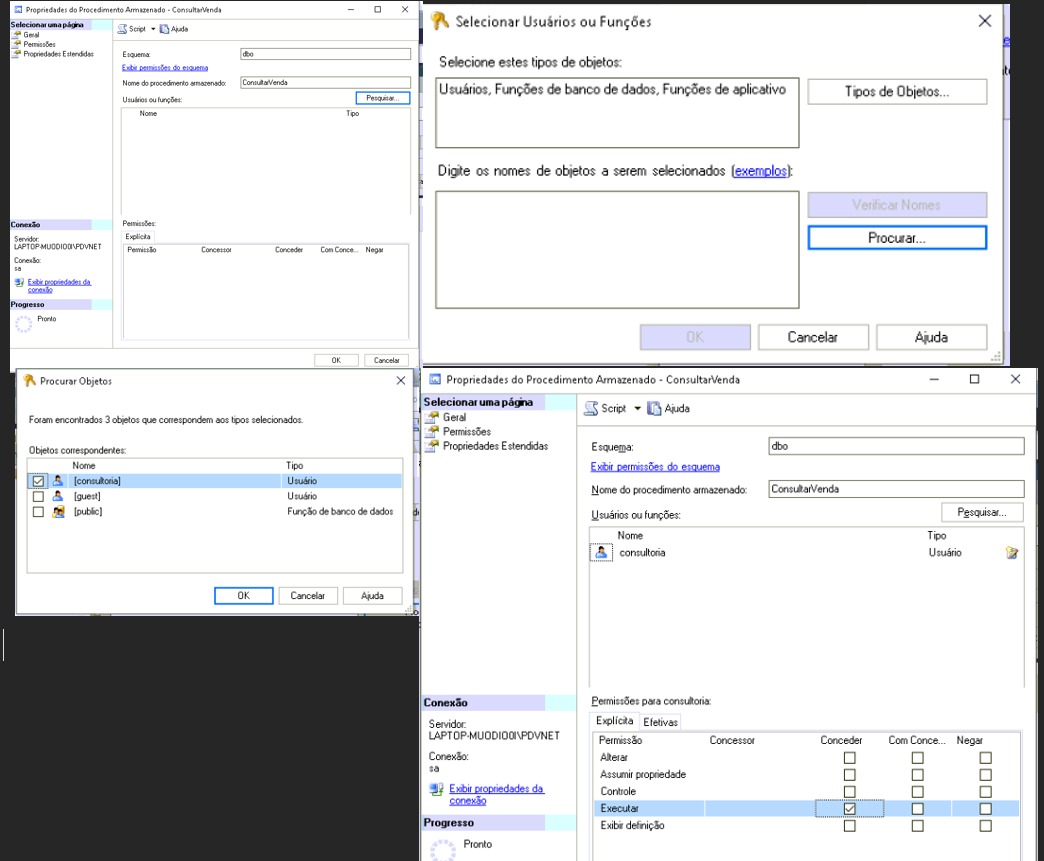 Propriedades do Procedimento Armazenado - ConsultarVenda
Selecionar uma página
Geral
Permissões
Propriedades Estendidas
Script
Ajuda
Esquema:
dbo
Exibir permissões do esquema
Nome do procedimento armazenado:
ConsultarVenda
Usuários ou funções:
Pesquisar...
Nome
Tipo
Conexão
Servidor:
LAPTOP-MUODIO0I\PDVNET
Conexão:
sa
Exibir propriedades da
conexão
Progresso
Pronto
Permissões:
Explícita
Permissão
Concessor
Conceder
Com Conce...
Negar
OK
Cancelar
Selecionar Usuários ou Funções
Selecione estes tipos de objetos:
Usuários, Funções de banco de dados, Funções de aplicativo
Tipos de Objetos...
Digite os nomes de objetos a serem selecionados (exemplos):
Verificar Nomes
Procurar...
OK
Cancelar
Ajuda
Procurar Objetos
Foram encontrados 3 objetos que correspondem aos tipos selecionados.
Objetos correspondentes:
Nome Tipo
[consultoria] Usuário
[guest] Usuário
[public] Função de banco de dados
OK
Cancelar
Ajuda
Propriedades do Procedimento Armazenado - ConsultarVenda
Selecionar uma página
Geral
Permissões
Propriedades Estendidas
Script
Ajuda
Esquema:
dbo
Exibir permissões do esquema
Nome do procedimento armazenado:
ConsultarVenda
Usuários ou funções:
Pesquisar...
Nome Tipo
consultoria Usuário
Conexão
Servidor:
LAPTOP-MUODIO0I\PDVNET
Conexão:
sa
Exibir propriedades da
conexão
Progresso
Pronto
Permissões para consultoria:
Explícita
Efetivas
Permissão Concessor Conceder Com Conce... Negar
Alterar
Assumir propriedade
Controle
Executar
Exibir definição